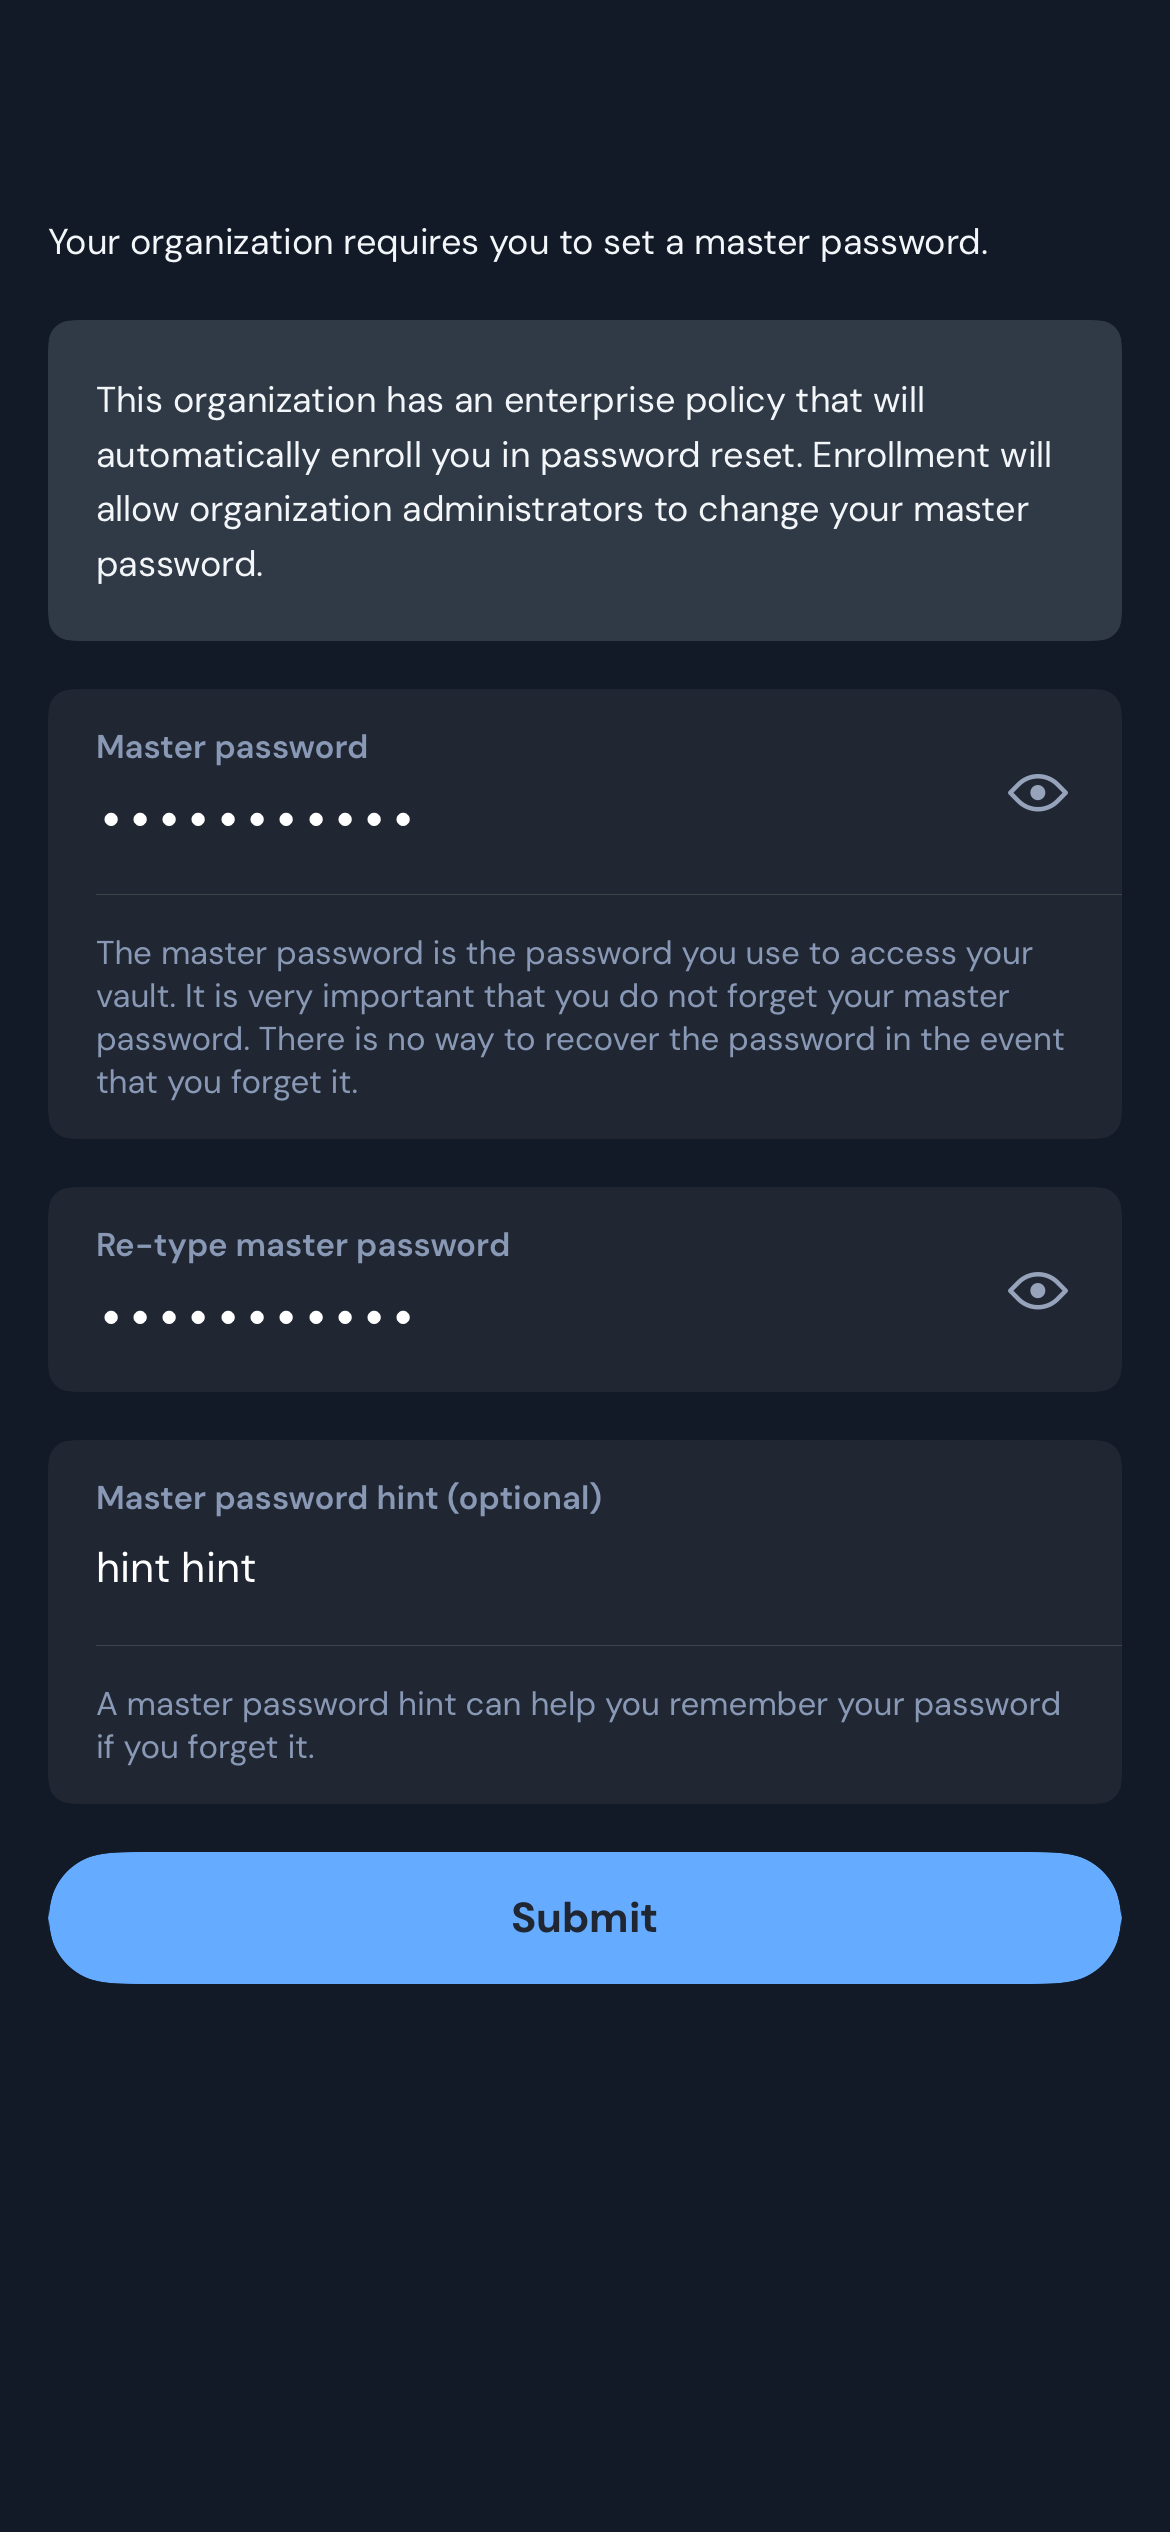 Your organization requires you to set a master password.
This organization has an enterprise policy that will
automatically enroll you in password reset. Enrollment will
allow organization administrators to change your master
password.
Master password
•••••••••••
The master password is the password you use to access your
vault. It is very important that you do not forget your master
password. There is no way to recover the password in the event
that you forget it.
Re-type master password
•••••••••••
Master password hint (optional)
hint hint
A master password hint can help you remember your password
if you forget it.
Submit